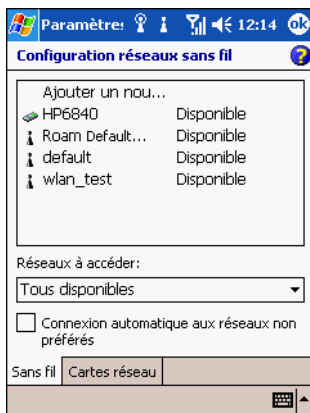 Paramètres 12:14 ok
Configuration réseaux sans fil
Ajouter un nou...
HP6840 Disponible
Roam Default... Disponible
default Disponible
wlan_test Disponible
Réseaux à accéder:
Tous disponibles
Connexion automatique aux réseaux non
préférés
Sans fil Cartes réseau